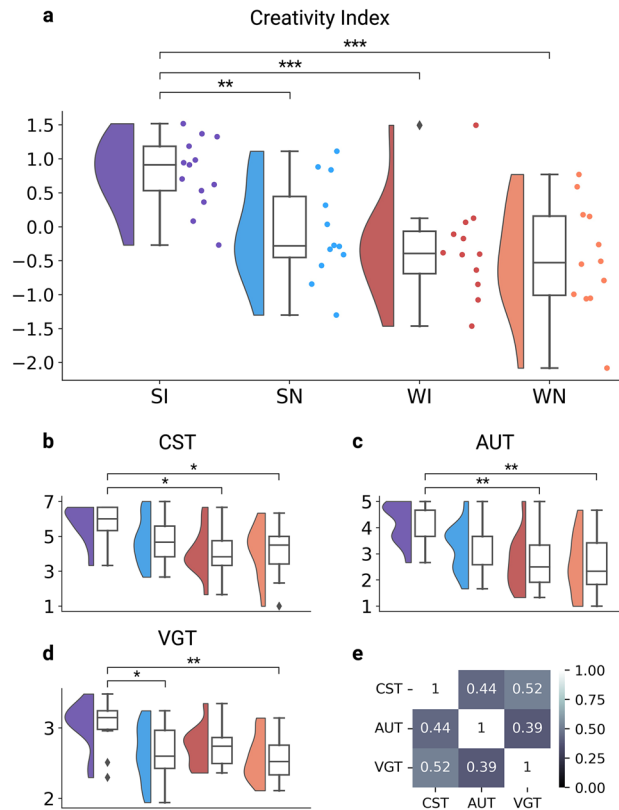 a
Creativity Index
***
***
**
1.5
1.0
0.5
0.0
−0.5
−1.0
−1.5
−2.0
SI SN WI WN
b
CST
*
*
7
5
3
1
c
AUT
**
**
5
4
3
2
1
d
VGT
**
*
3
2
e
CST 1 0.44 0.52
AUT 0.44 1 0.39
VGT 0.52 0.39 1
CST AUT VGT
1.00
0.75
0.50
0.25
0.00